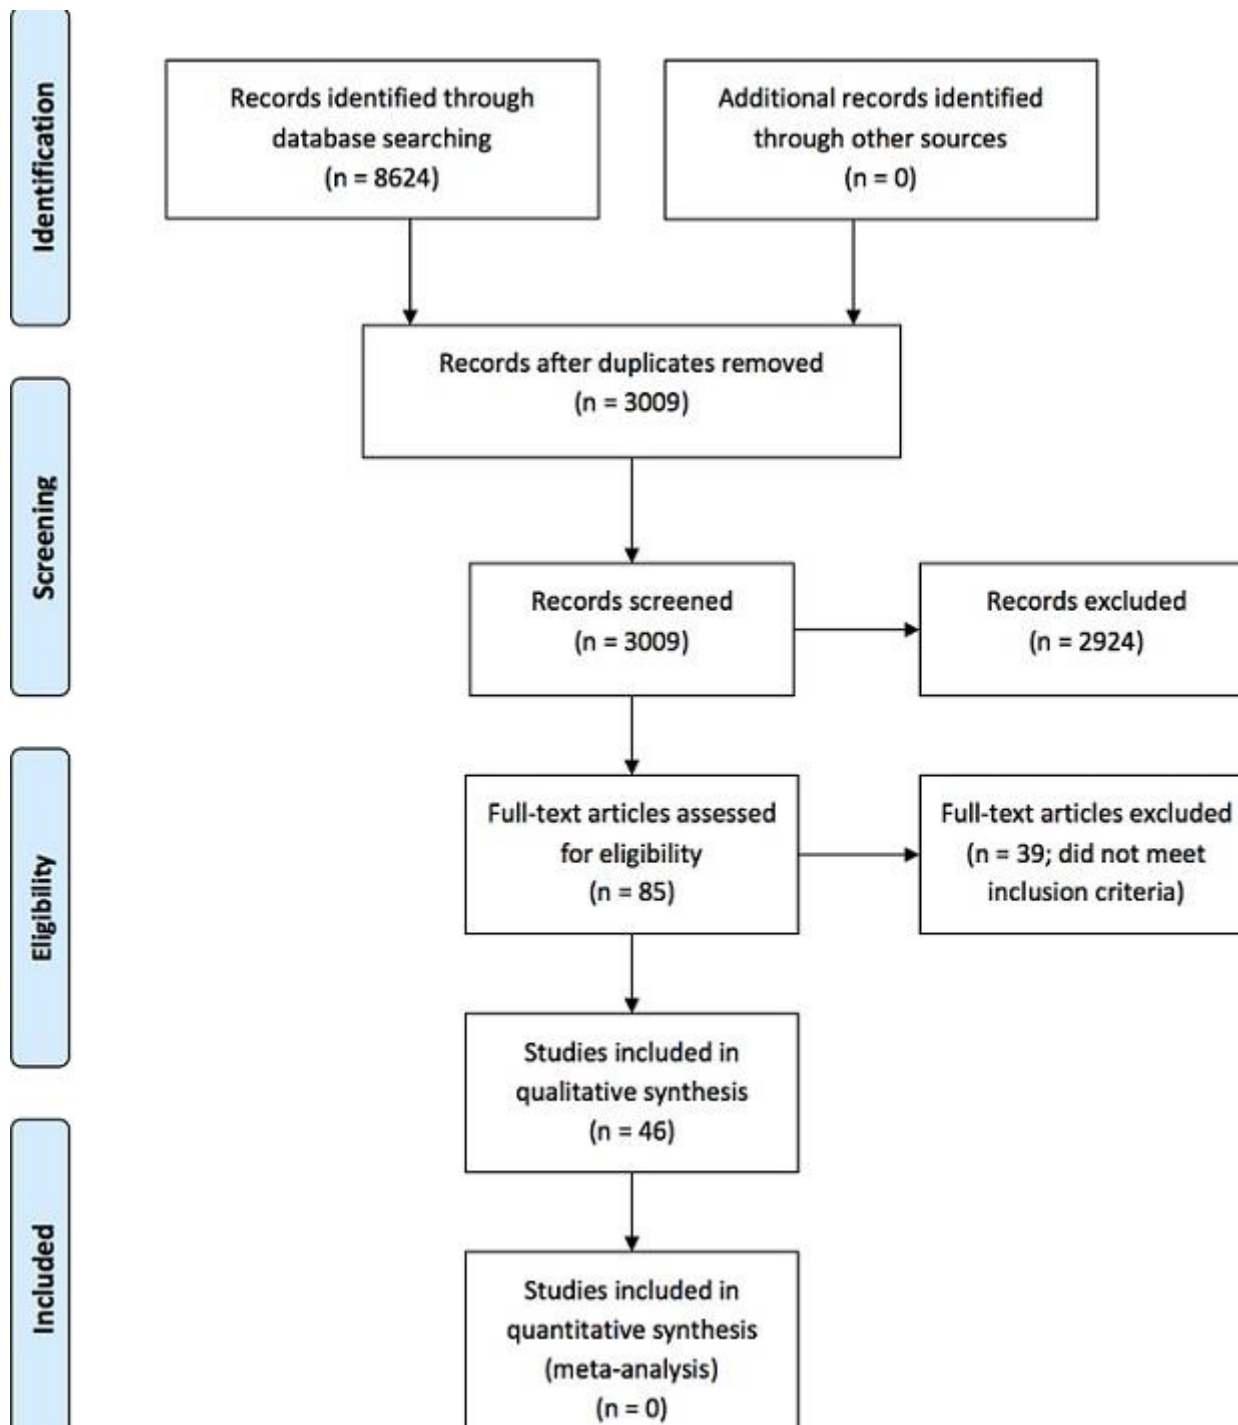 Identification
Records identified through
database searching
(n = 8624)
Additional records identified
through other sources
(n = 0)
Records after duplicates removed
(n = 3009)
Screening
Records screened
(n = 3009)
Records excluded
(n = 2924)
Eligibility
Full-text articles assessed
for eligibility
(n = 85)
Full-text articles excluded
(n = 39; did not meet
inclusion criteria)
Studies included in
qualitative synthesis
(n = 46)
Included
Studies included in
quantitative synthesis
(meta-analysis)
(n = 0)